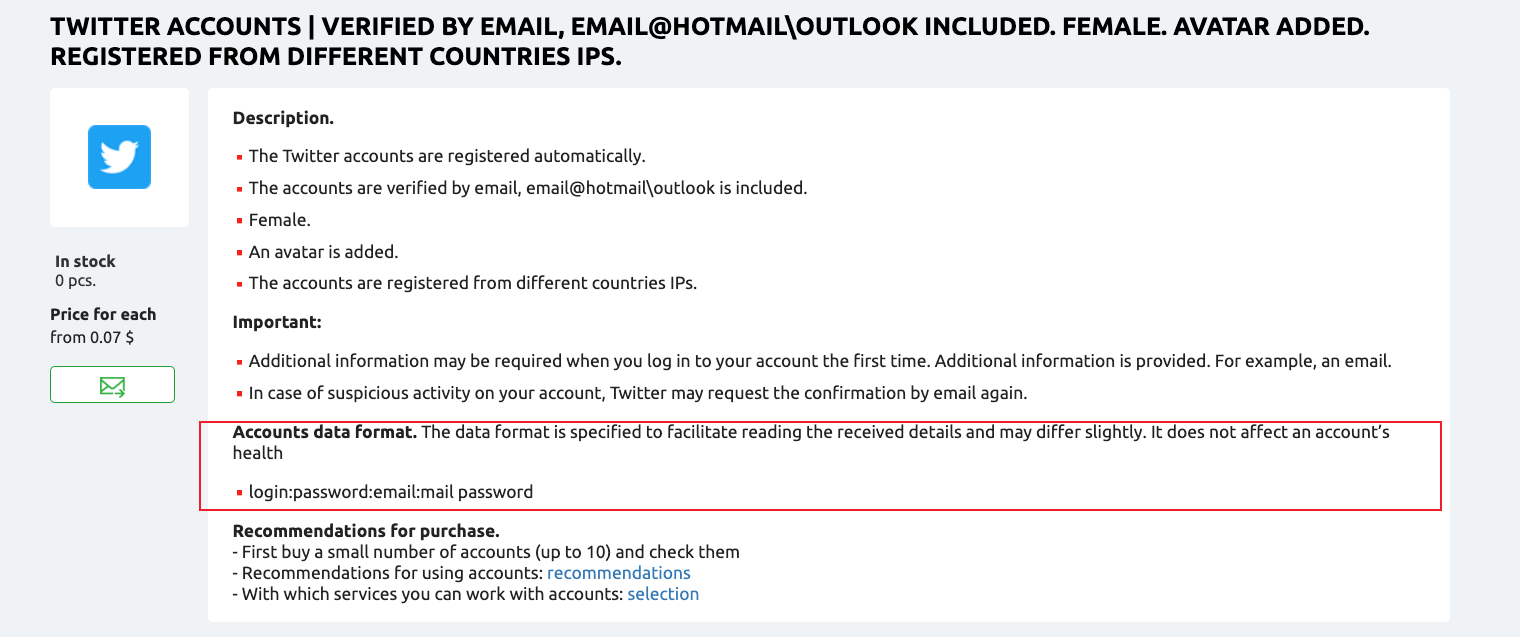 TWITTER ACCOUNTS | VERIFIED BY EMAIL, EMAIL@HOTMAIL\OUTLOOK INCLUDED. FEMALE. AVATAR ADDED.
REGISTERED FROM DIFFERENT COUNTRIES IPS.
In stock
0 pcs.
Price for each
from 0.07 $
Description.
The Twitter accounts are registered automatically.
The accounts are verified by email, email@hotmail\outlook is included.
Female.
An avatar is added.
The accounts are registered from different countries IPs.
Important:
Additional information may be required when you log in to your account the first time. Additional information is provided. For example, an email.
In case of suspicious activity on your account, Twitter may request the confirmation by email again.
Accounts data format. The data format is specified to facilitate reading the received details and may differ slightly. It does not affect an account’s
health
login:password:email:mail password
Recommendations for purchase.
- First buy a small number of accounts (up to 10) and check them
- Recommendations for using accounts: recommendations
- With which services you can work with accounts: selection